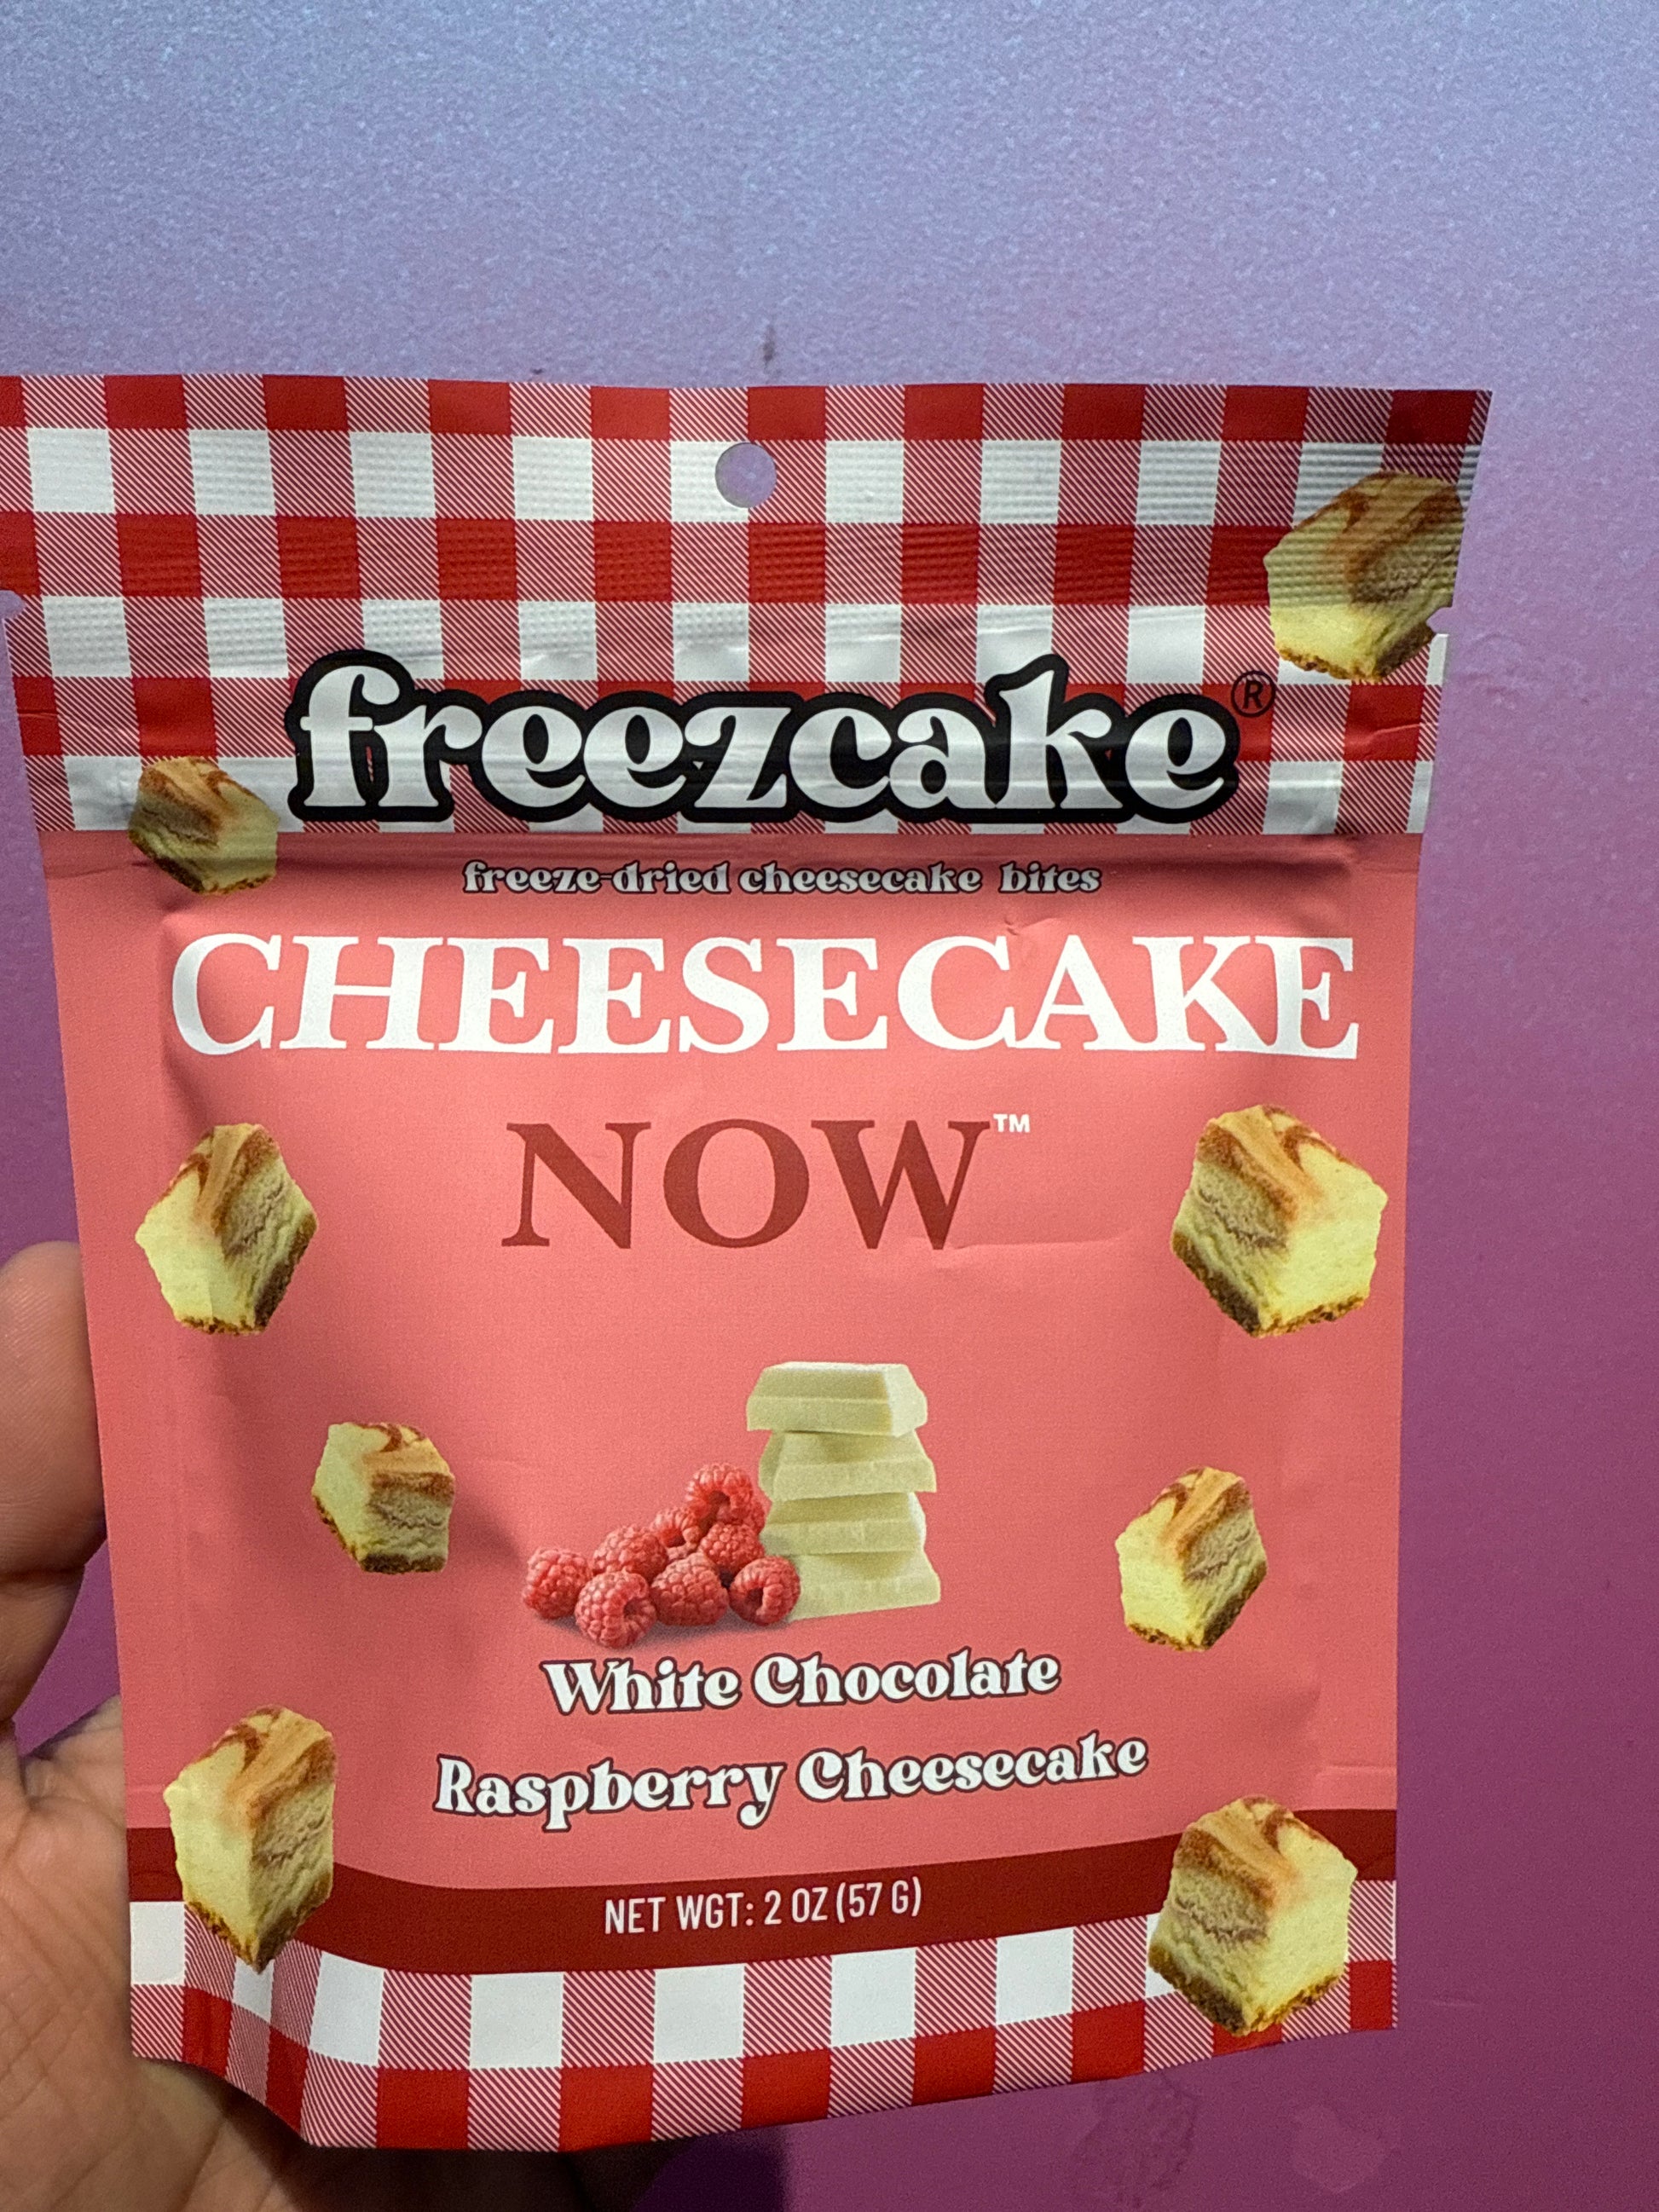 freezcake®
freeze-dried cheesecake bites
CHEESECAKE
NOW™
White Chocolate
Raspberry Cheesecake
NET WGT: 2 OZ (57 G)